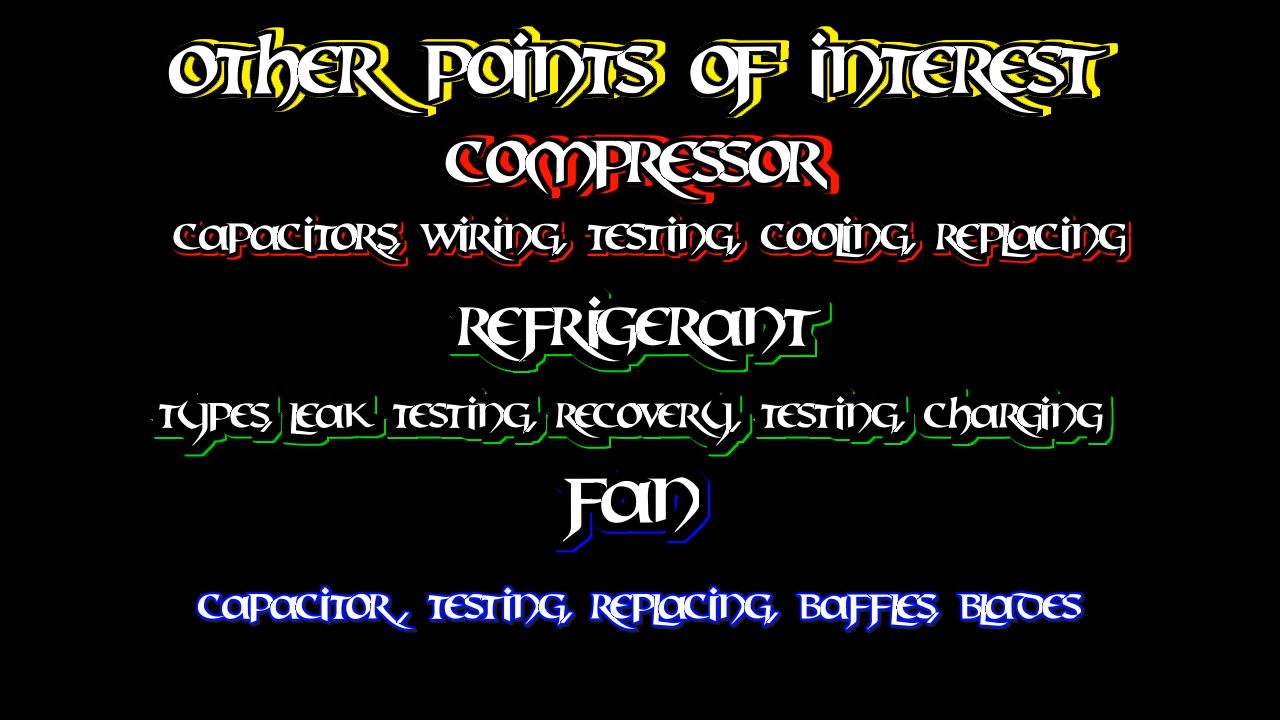 Other Points of Interest
Compressor
Capacitors, Wiring, Testing, Cooling, Replacing
Refrigerant
Types, Leak Testing, Recovery, Testing, Charging
Fan
Capacitor, Testing, Replacing, Baffles, Blades